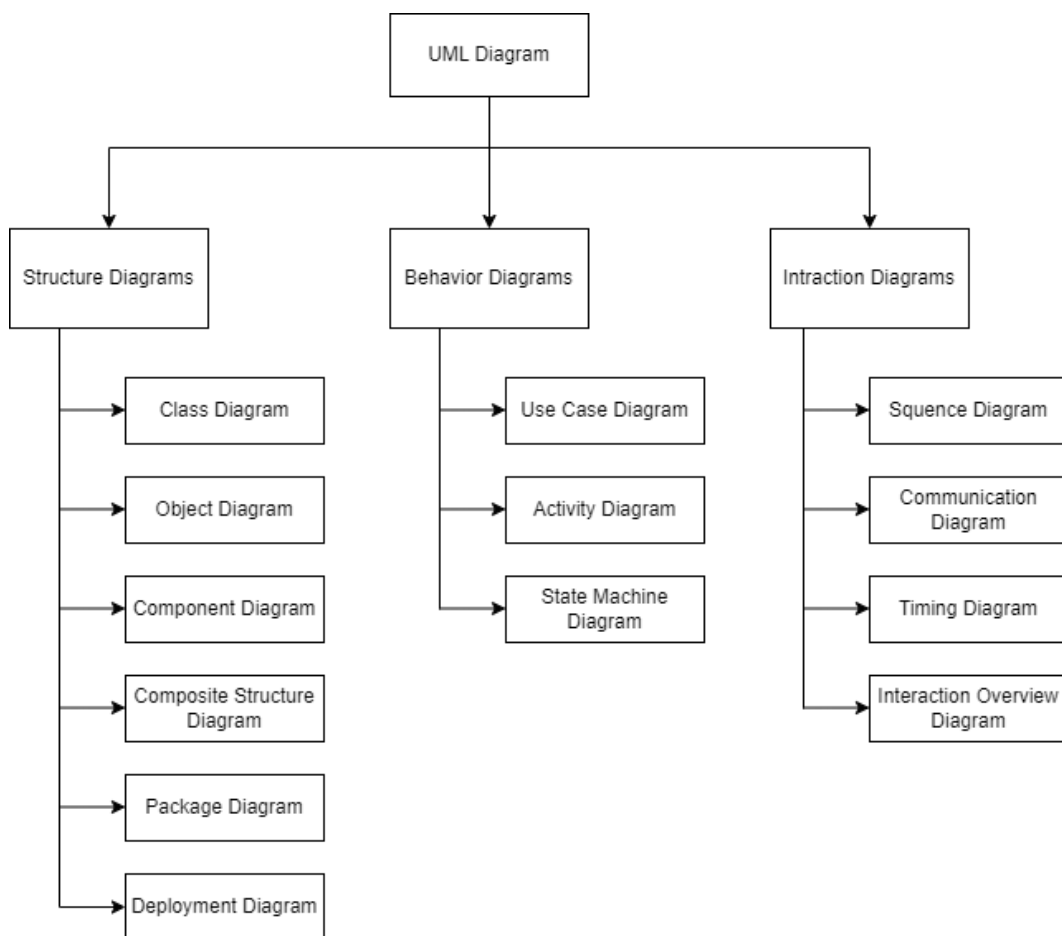 UML Diagram
Structure Diagrams
Behavior Diagrams
Intraction Diagrams
Class Diagram
Use Case Diagram
Squence Diagram
Object Diagram
Activity Diagram
Communication
Diagram
Component Diagram
State Machine
Diagram
Timing Diagram
Composite Structure
Diagram
Interaction Overview
Diagram
Package Diagram
Deployment Diagram